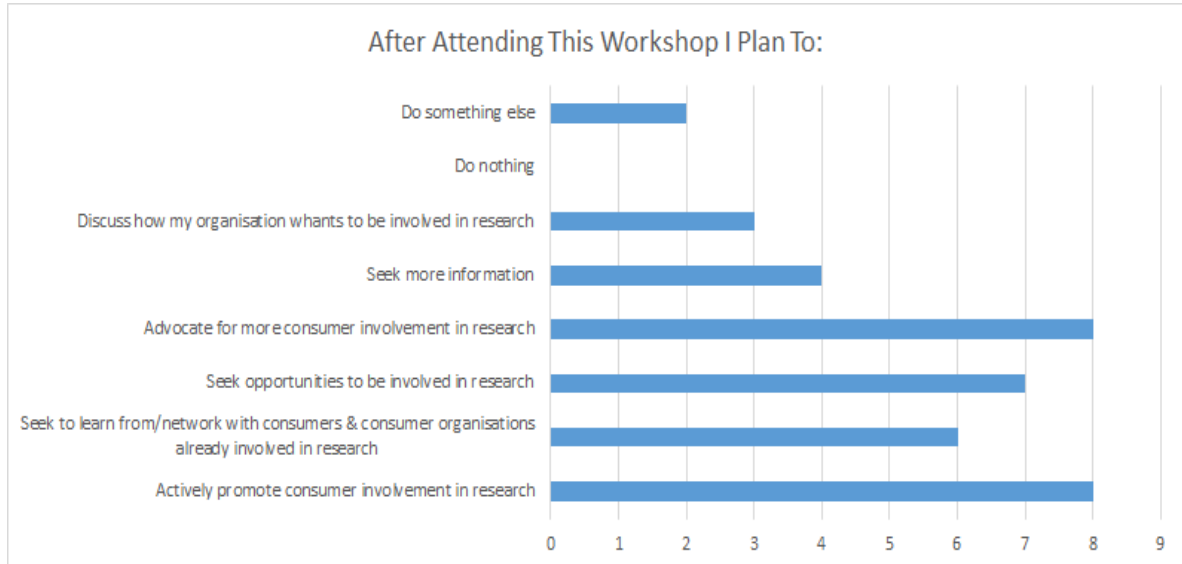 After Attending This Workshop I Plan To:
Do something else
Do nothing
Discuss how my organisation whants to be involved in research
Seek more information
Advocate for more consumer involvement in research
Seek opportunities to be involved in research
Seek to learn from/network with consumers & consumer organisations
already involved in research
Actively promote consumer involvement in research
0 1 2 3 4 5 6 7 8 9